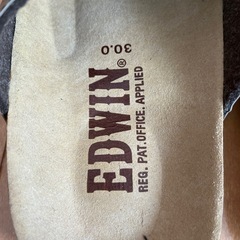 30.0
EDWIN®
REG. PAT. OFFICE. APPLIED